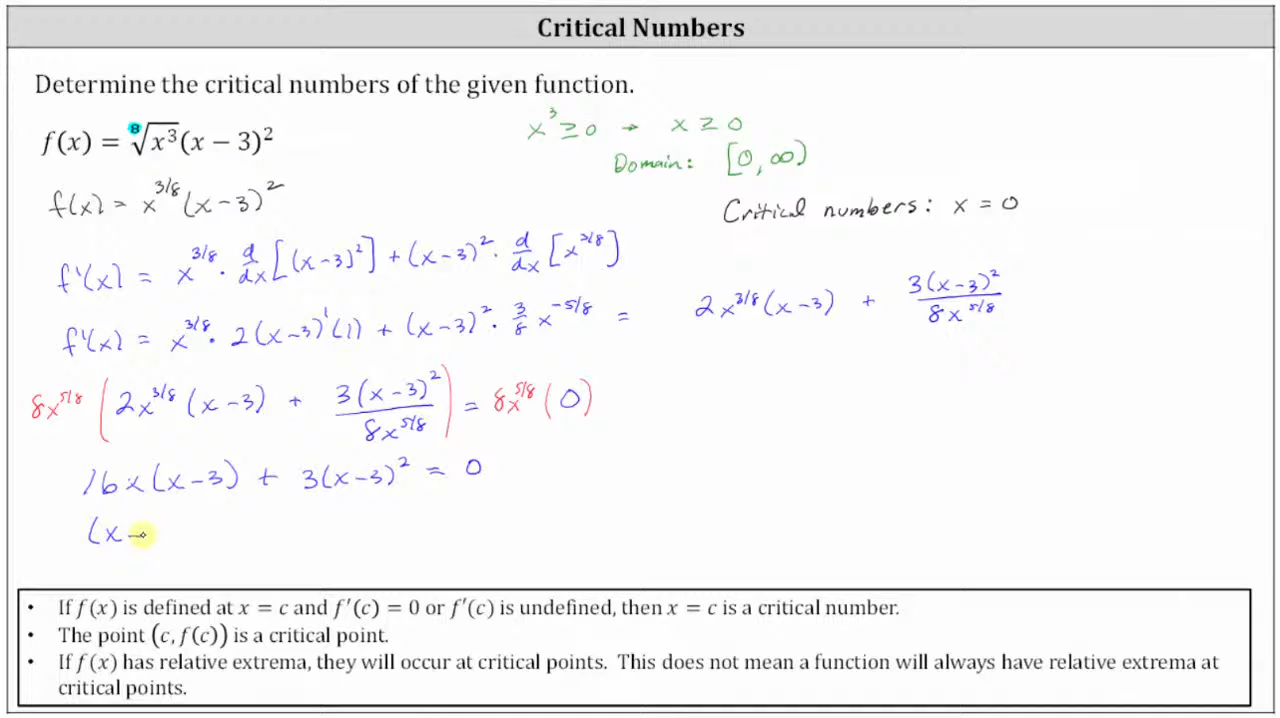 Critical Numbers
Determine the critical numbers of the given function.
f(x) = ⁸√x³(x − 3)²
x³ ≥ 0 → x ≥ 0
Domain: [0, ∞)
f(x) = x^(3/8) (x − 3)²
Critical numbers: x = 0
f'(x) = x^(3/8) · d/dx [(x − 3)²] + (x − 3)² · d/dx [x^(3/8)]
f'(x) = x^(3/8) · 2(x − 3)¹(1) + (x − 3)² · 3/8 x^(−5/8) = 2x^(3/8)(x − 3) + 3(x − 3)²/8x^(5/8)
8x^(5/8) (2x^(3/8) (x − 3) + 3(x − 3)²/8x^(5/8)) = 8x^(5/8) (0)
16x(x − 3) + 3(x − 3)² = 0
(x −
• If f(x) is defined at x = c and f′(c) = 0 or f′(c) is undefined, then x = c is a critical number.
• The point (c, f(c)) is a critical point.
• If f(x) has relative extrema, they will occur at critical points. This does not mean a function will always have relative extrema at
critical points.